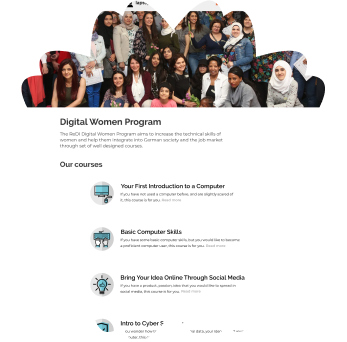 Digital Women Program
The ReDI Digital Women Program aims to increase the technical skills of
women and help them integrate into German society and the job market
through set of well designed courses.
Our courses
Your First Introduction to a Computer
If you have not used a computer before, and are slightly scared of
it, this course is for you. Read more
Basic Computer Skills
If you have some basic computer skills, but you would like to become
a proficient computer user, this course is for you. Read more
Bring Your Idea Online Through Social Media
If you have a product, passion, idea that you would like to spread in
social media, this course is for you. Read more
Intro to Cyber